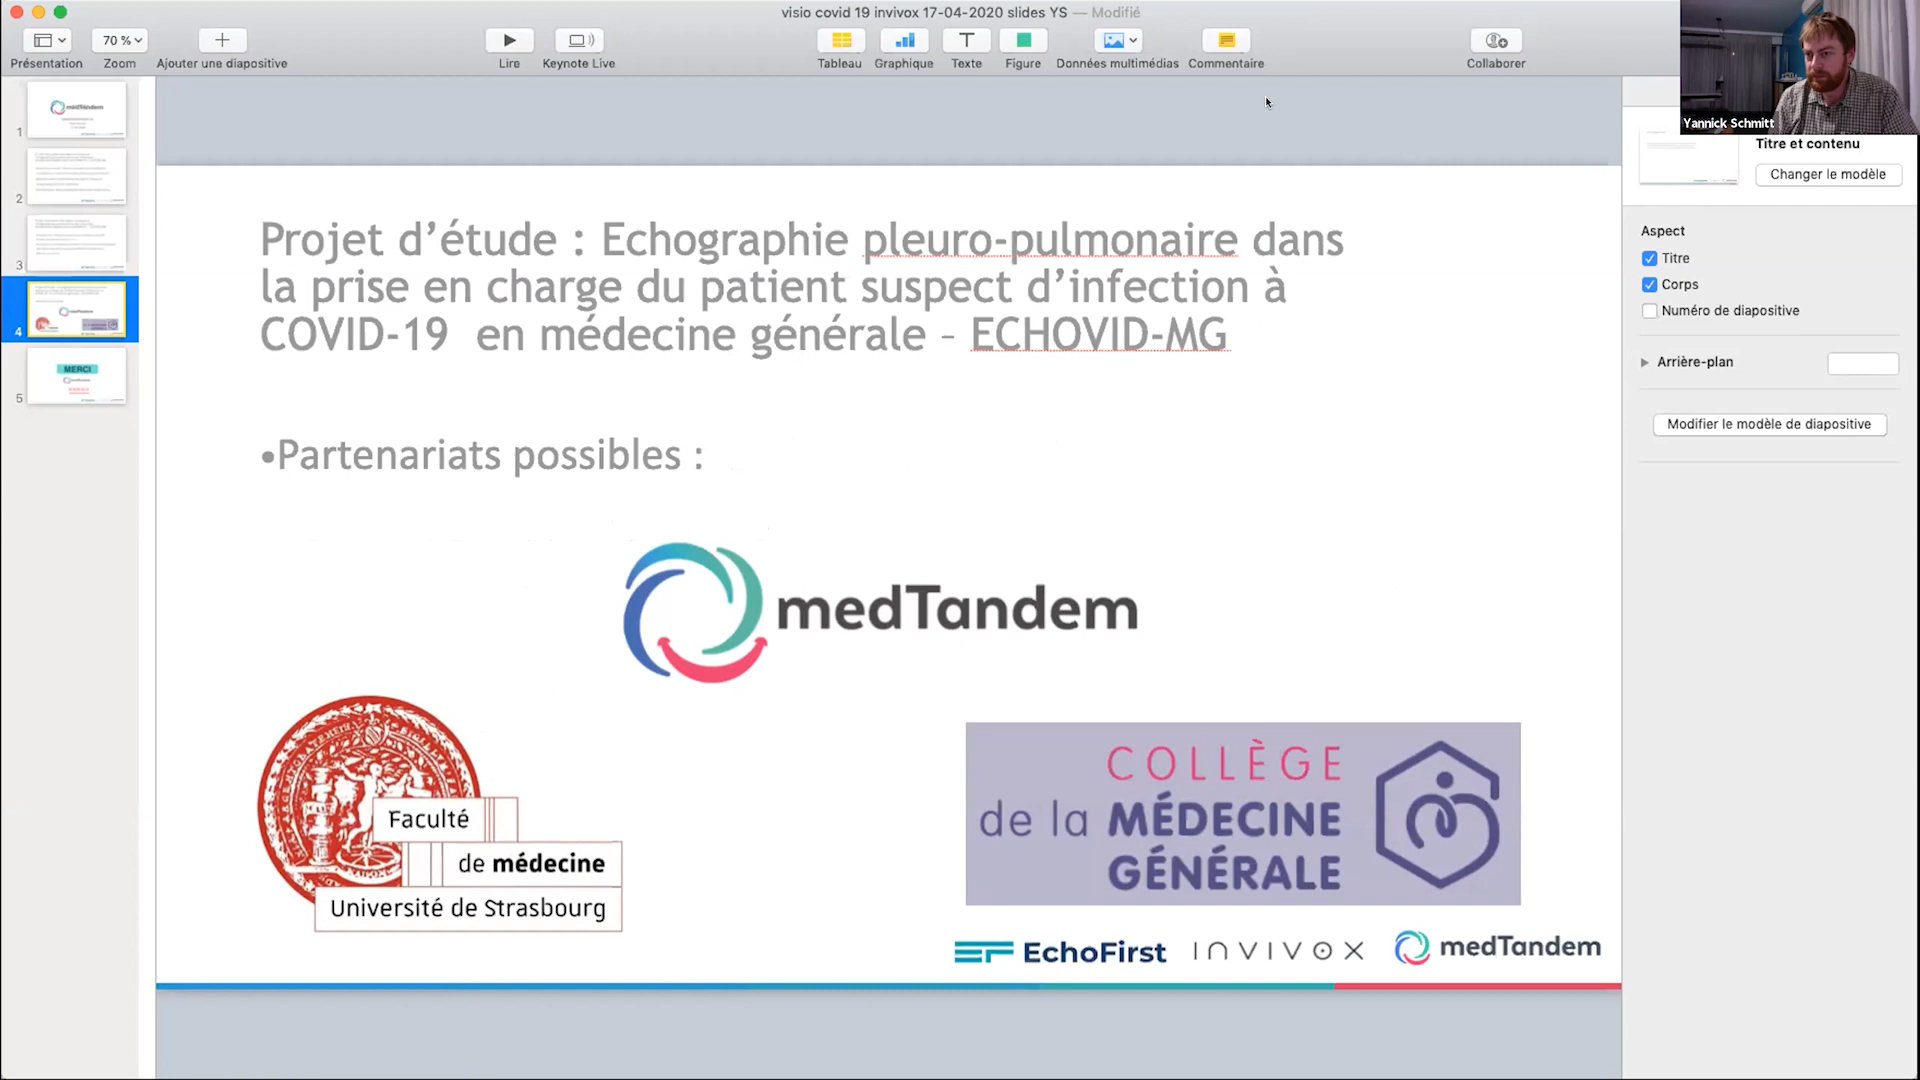 visio covid 19 invivox 17-04-2020 slides YS — Modifié
70 %
Présentation
Zoom
Ajouter une diapositive
Lire
Keynote Live
Tableau
Graphique
Texte
Figure
Données multimédias
Commentaire
Collaborer
Yannick Schmitt
1
2
3
4
5
medTandem
MERCI
Projet d’étude : Echographie pleuro-pulmonaire dans
la prise en charge du patient suspect d’infection à
COVID-19 en médecine générale – ECHOVID-MG
•Partenariats possibles :
medTandem
Faculté
de médecine
Université de Strasbourg
COLLÈGE
de la MÉDECINE
GÉNÉRALE
EchoFirst
INVIVOX
medTandem
Titre et contenu
Changer le modèle
Aspect
Titre
Corps
Numéro de diapositive
Arrière-plan
Modifier le modèle de diapositive